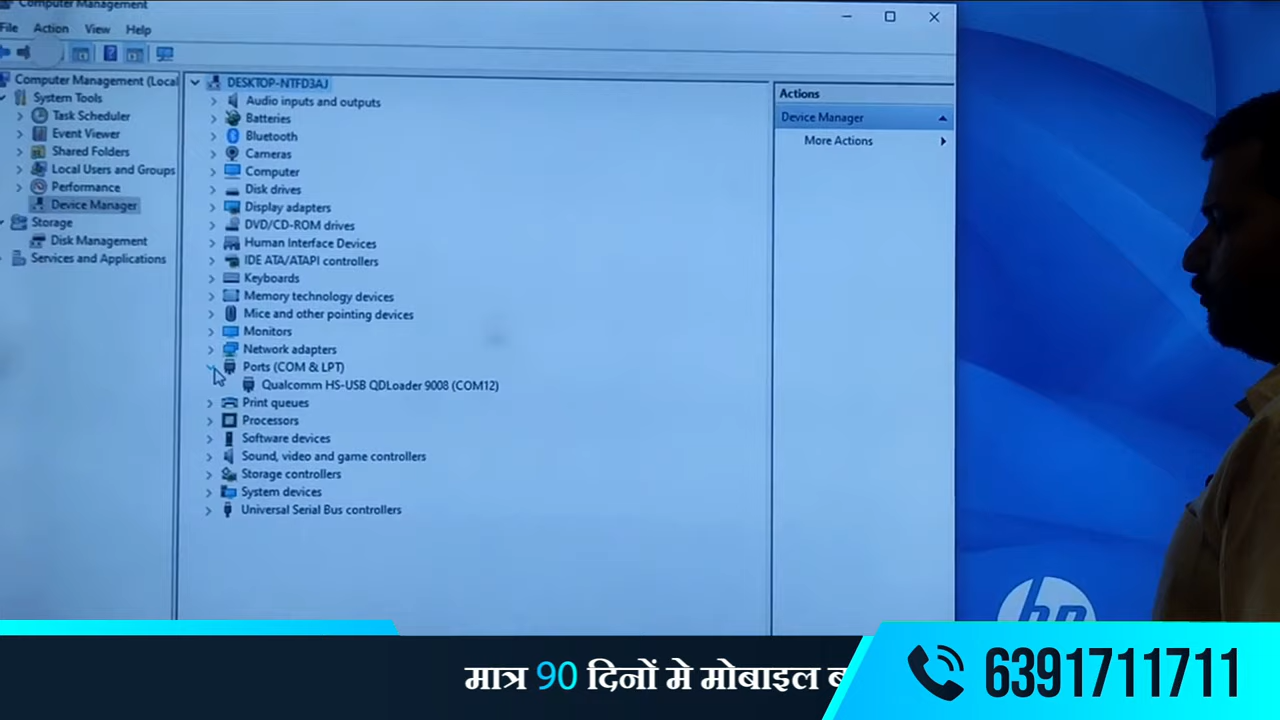 Computer Management
File Action View Help
Computer Management (Local
System Tools
Task Scheduler
Event Viewer
Shared Folders
Local Users and Groups
Performance
Device Manager
Storage
Disk Management
Services and Applications
DESKTOP-NTFD3AJ
Audio inputs and outputs
Batteries
Bluetooth
Cameras
Computer
Disk drives
Display adapters
DVD/CD-ROM drives
Human Interface Devices
IDE ATA/ATAPI controllers
Keyboards
Memory technology devices
Mice and other pointing devices
Monitors
Network adapters
Ports (COM & LPT)
Qualcomm HS-USB QDLoader 9008 (COM12)
Print queues
Processors
Software devices
Sound, video and game controllers
Storage controllers
System devices
Universal Serial Bus controllers
Actions
Device Manager
More Actions
hp
मात्र 90 दिनों मे मोबाइल
6391711711